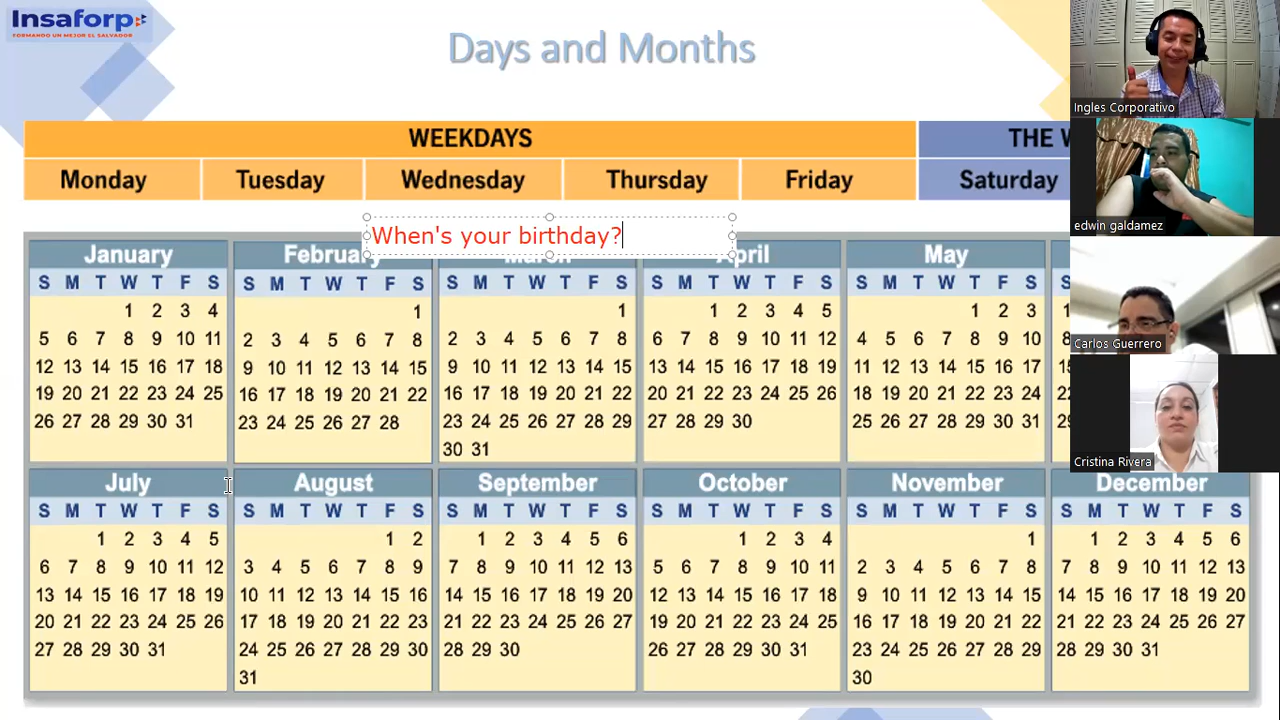 Insaforp
FORMANDO UN MEJOR EL SALVADOR
Days and Months
WEEKDAYS THE W
Monday Tuesday Wednesday Thursday Friday Saturday
When's your birthday?
January February March April May
S M T W T F S S M T W T F S S M T W T F S S M T W T F S S M T W T F S S
1 2 3 4 1 1 1 2 3 4 5 1 2 3
5 6 7 8 9 10 11 2 3 4 5 6 7 8 2 3 4 5 6 7 8 6 7 8 9 10 11 12 4 5 6 7 8 9 10
12 13 14 15 16 17 18 9 10 11 12 13 14 15 9 10 11 12 13 14 15 13 14 15 16 17 18 19 11 12 13 14 15 16 17
19 20 21 22 23 24 25 16 17 18 19 20 21 22 16 17 18 19 20 21 22 20 21 22 23 24 25 26 18 19 20 21 22 23 24
26 27 28 29 30 31 23 24 25 26 27 28 23 24 25 26 27 28 29 27 28 29 30 25 26 27 28 29 30 31
30 31
July August September October November December
S M T W T F S S M T W T F S S M T W T F S S M T W T F S S M T W T F S S M T W T F S
1 2 3 4 5 1 2 1 2 3 4 5 6 1 2 3 4 1 1 2 3 4 5 6
6 7 8 9 10 11 12 3 4 5 6 7 8 9 7 8 9 10 11 12 13 5 6 7 8 9 10 11 2 3 4 5 6 7 8 7 8 9 10 11 12 13
13 14 15 16 17 18 19 10 11 12 13 14 15 16 14 15 16 17 18 19 20 12 13 14 15 16 17 18 9 10 11 12 13 14 15 14 15 16 17 18 19 20
20 21 22 23 24 25 26 17 18 19 20 21 22 23 21 22 23 24 25 26 27 19 20 21 22 23 24 25 16 17 18 19 20 21 22 21 22 23 24 25 26 27
27 28 29 30 31 24 25 26 27 28 29 30 28 29 30 26 27 28 29 30 31 23 24 25 26 27 28 29 28 29 30 31
31 30
Ingles Corporativo
edwin galdamez
Carlos Guerrero
Cristina Rivera